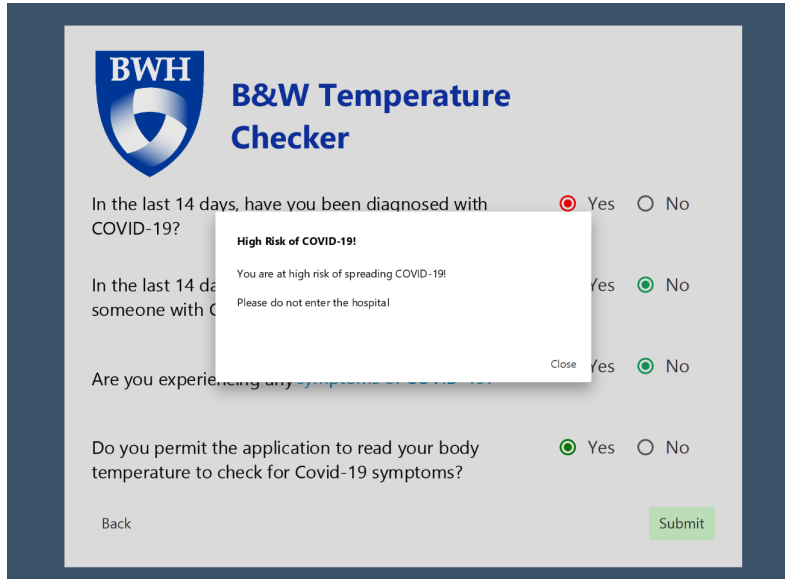 BWH
B&W Temperature
Checker
In the last 14 days, have you been diagnosed with
COVID-19?
Yes
No
High Risk of COVID-19!
You are at high risk of spreading COVID-19!
Please do not enter the hospital
Close
In the last 14
someone with
Yes
No
Are you any
Yes
No
Do you permit the application to read your body
temperature to check for Covid-19 symptoms?
Yes
No
Back
Submit